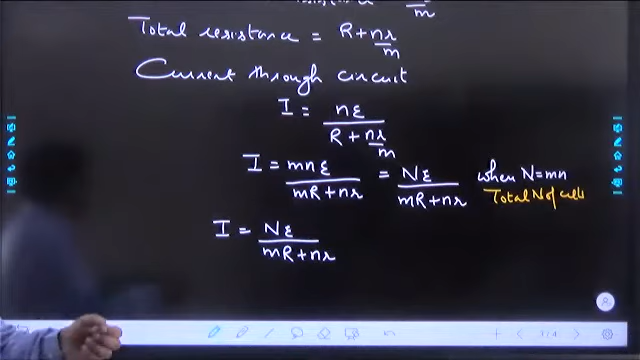 nr/m
Total resistance = R + nr/m
Current through circuit
I = nε / (R + nr/m)
I = mnε / (mR + nr) = Nε / (mR + nr) when N = mn
Total N of cells
I = Nε / (mR + nr)